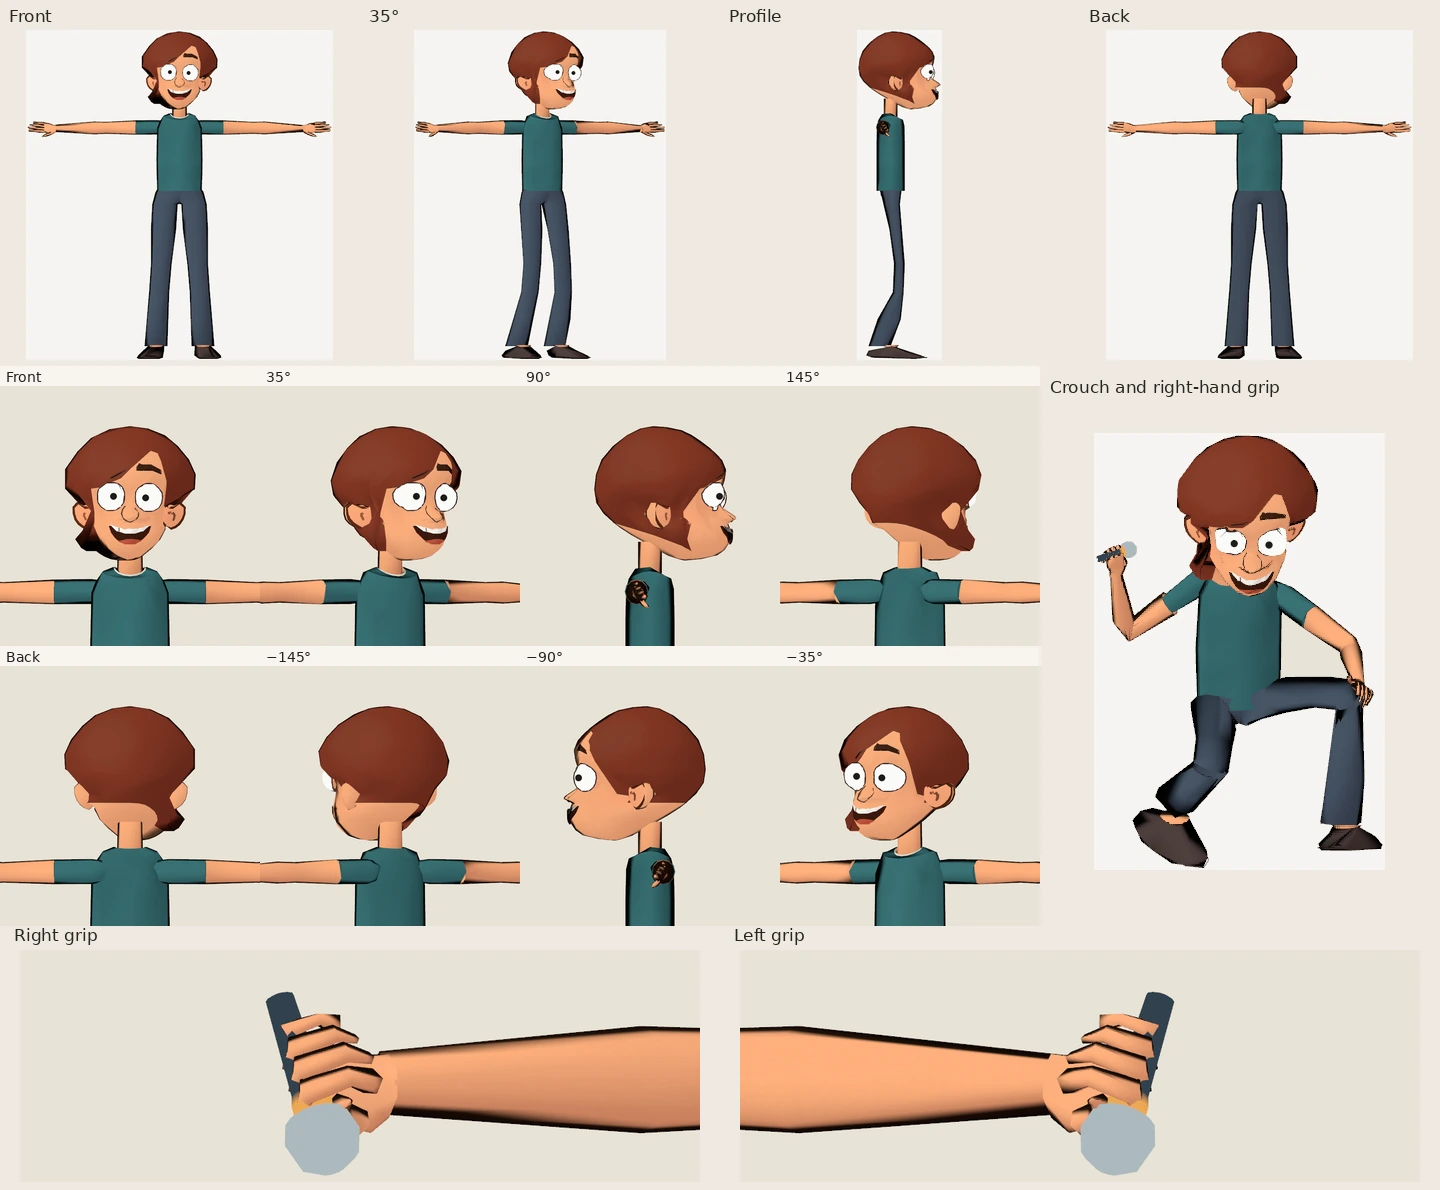 Front
35°
Profile
Back
Front
35°
90°
145°
Crouch and right-hand grip
Back
−145°
−90°
−35°
Right grip
Left grip